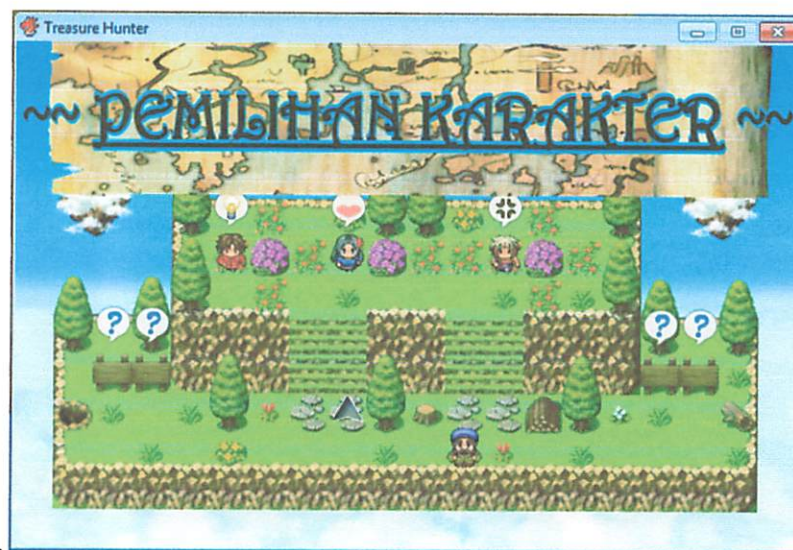 Treasure Hunter
~~ PEMILIHAN KARAKTER ~~
? ? ? ?